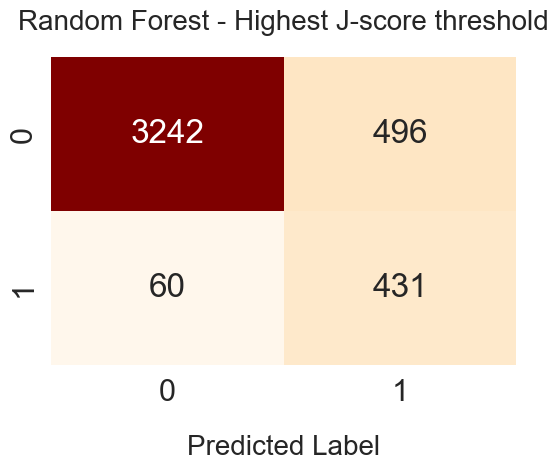 Random Forest - Highest J-score threshold
0 3242 496
1 60 431
0 1
Predicted Label